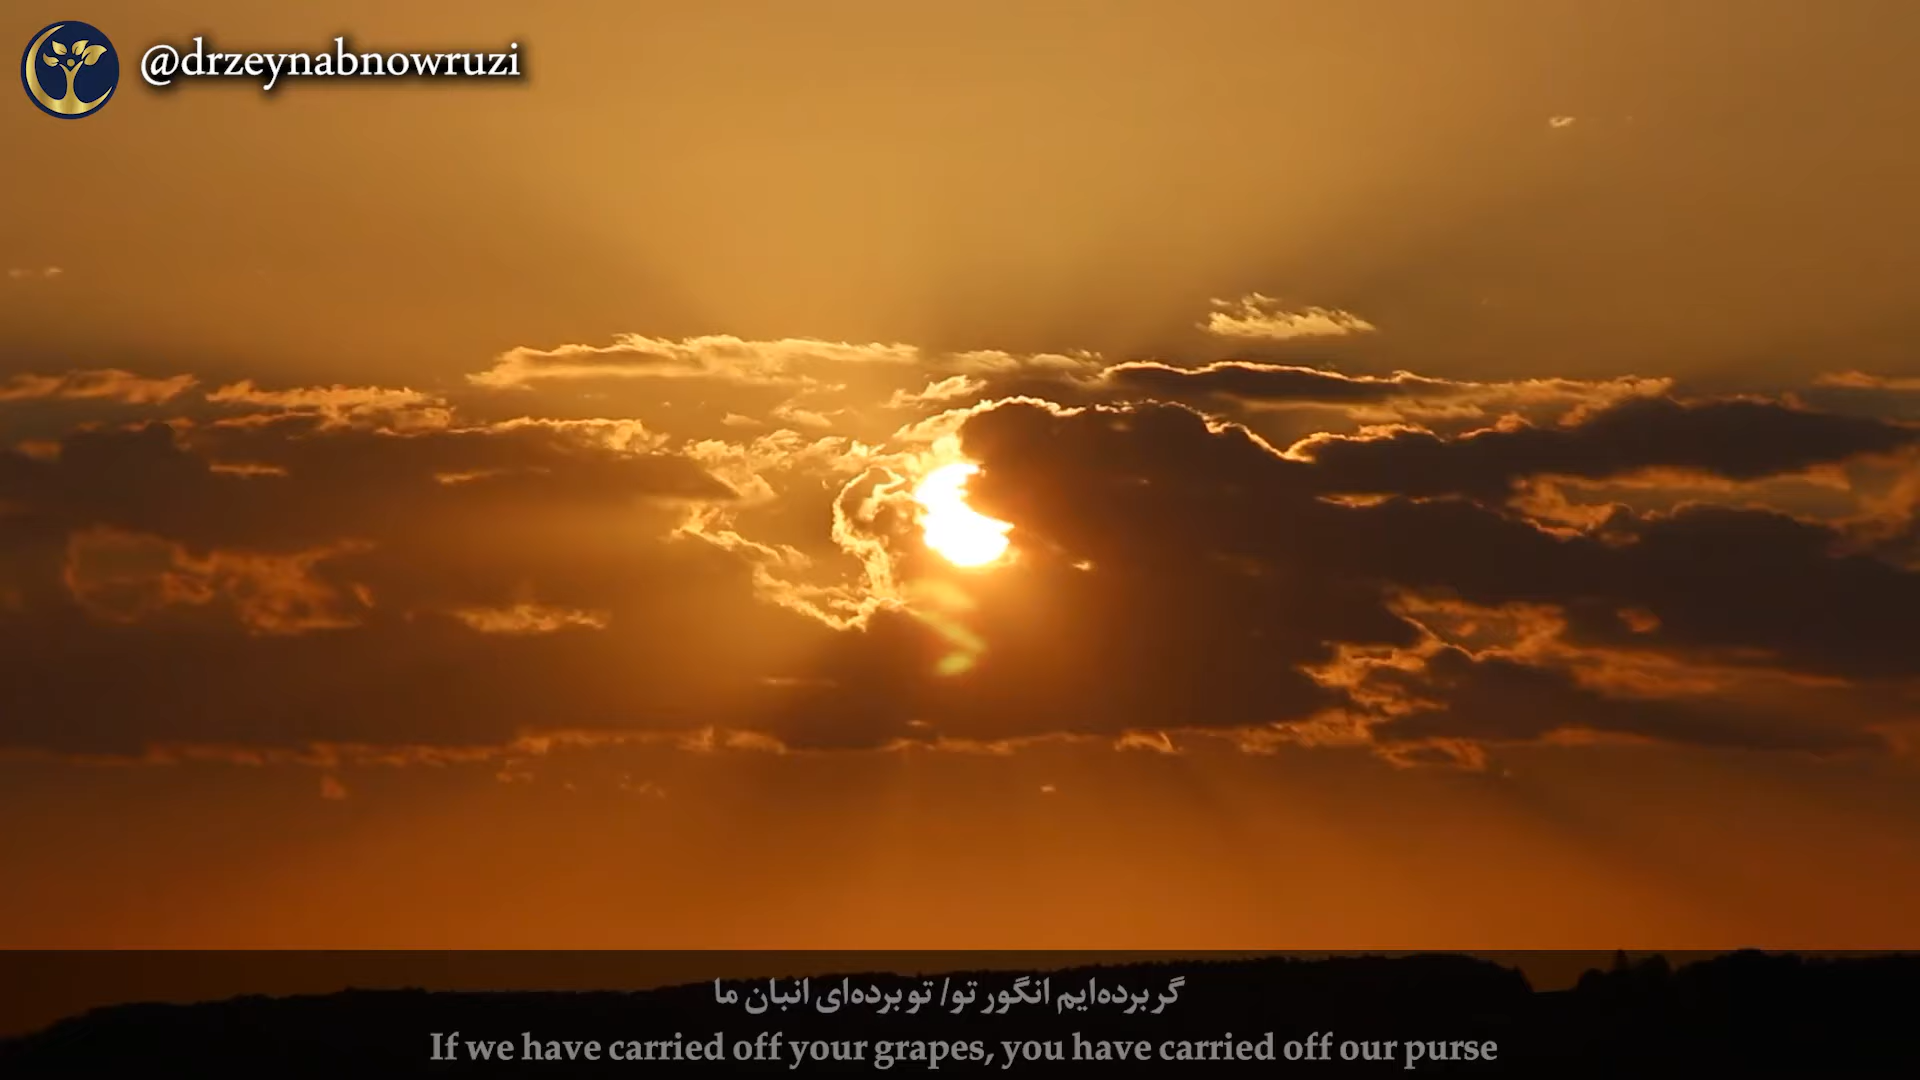 @drzeynabnowruzi
گر برده‌ایم انگور تو/ تو برده‌ای انبان ما
If we have carried off your grapes, you have carried off our purse